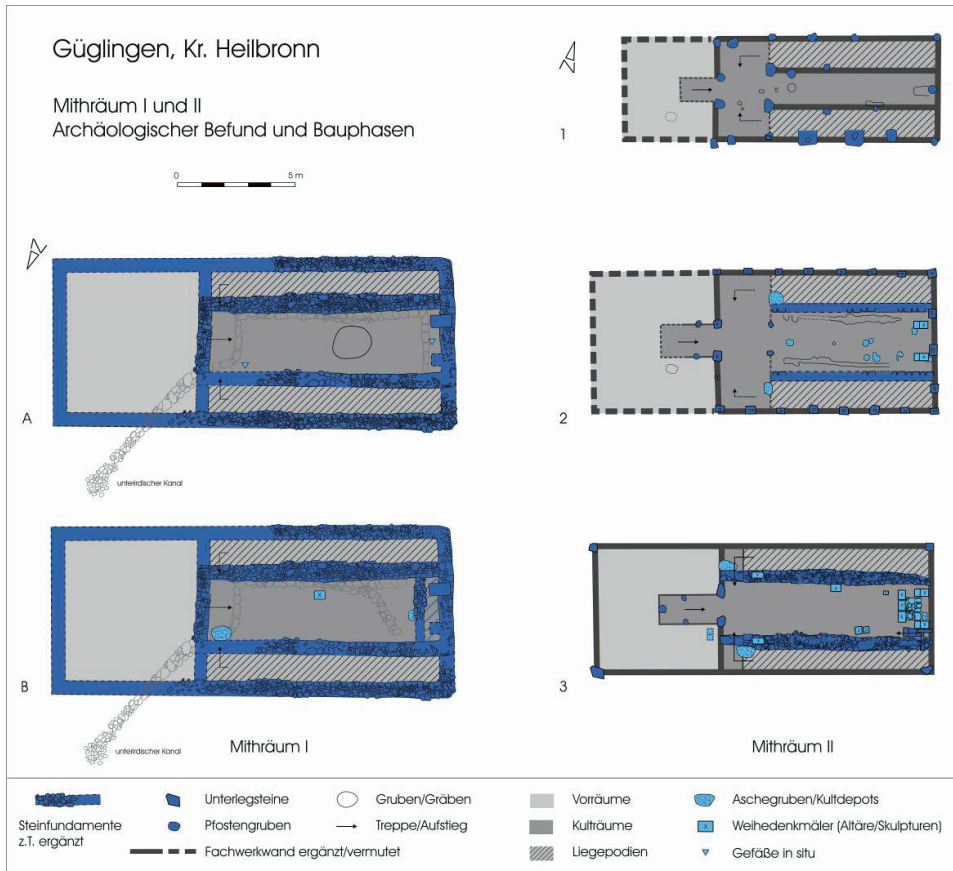 Güglingen, Kr. Heilbronn
Mithräum I und II
Archäologischer Befund und Bauphasen
0 5 m
N
1
N
A
unterirdischer Kanal
2
B
unterirdischer Kanal
Mithräum I
3
Mithräum II
Steinfundamente
z.T. ergänzt
Unterlegsteine
Pfostengruben
Fachwerkwand ergänzt/vermutet
Gruben/Gräben
Treppe/Aufstieg
Vorräume
Kulträume
Liegepodien
Aschegruben/Kultdepots
Weihedenkmäler (Altäre/Skulpturen)
Gefäße in situ